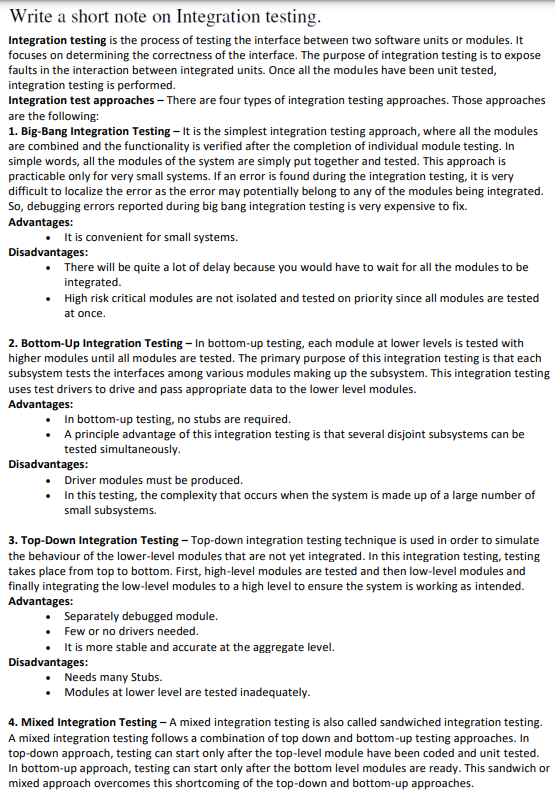 Write a short note on Integration testing.
Integration testing is the process of testing the interface between two software units or modules. It
focuses on determining the correctness of the interface. The purpose of integration testing is to expose
faults in the interaction between integrated units. Once all the modules have been unit tested,
integration testing is performed.
Integration test approaches – There are four types of integration testing approaches. Those approaches
are the following:
1. Big-Bang Integration Testing – It is the simplest integration testing approach, where all the modules
are combined and the functionality is verified after the completion of individual module testing. In
simple words, all the modules of the system are simply put together and tested. This approach is
practicable only for very small systems. If an error is found during the integration testing, it is very
difficult to localize the error as the error may potentially belong to any of the modules being integrated.
So, debugging errors reported during big bang integration testing is very expensive to fix.
Advantages:
• It is convenient for small systems.
Disadvantages:
• There will be quite a lot of delay because you would have to wait for all the modules to be
integrated.
• High risk critical modules are not isolated and tested on priority since all modules are tested
at once.
2. Bottom-Up Integration Testing – In bottom-up testing, each module at lower levels is tested with
higher modules until all modules are tested. The primary purpose of this integration testing is that each
subsystem tests the interfaces among various modules making up the subsystem. This integration testing
uses test drivers to drive and pass appropriate data to the lower level modules.
Advantages:
• In bottom-up testing, no stubs are required.
• A principle advantage of this integration testing is that several disjoint subsystems can be
tested simultaneously.
Disadvantages:
• Driver modules must be produced.
• In this testing, the complexity that occurs when the system is made up of a large number of
small subsystems.
3. Top-Down Integration Testing – Top-down integration testing technique is used in order to simulate
the behaviour of the lower-level modules that are not yet integrated. In this integration testing, testing
takes place from top to bottom. First, high-level modules are tested and then low-level modules and
finally integrating the low-level modules to a high level to ensure the system is working as intended.
Advantages:
• Separately debugged module.
• Few or no drivers needed.
• It is more stable and accurate at the aggregate level.
Disadvantages:
• Needs many Stubs.
• Modules at lower level are tested inadequately.
4. Mixed Integration Testing – A mixed integration testing is also called sandwiched integration testing.
A mixed integration testing follows a combination of top down and bottom-up testing approaches. In
top-down approach, testing can start only after the top-level module have been coded and unit tested.
In bottom-up approach, testing can start only after the bottom level modules are ready. This sandwich or
mixed approach overcomes this shortcoming of the top-down and bottom-up approaches.